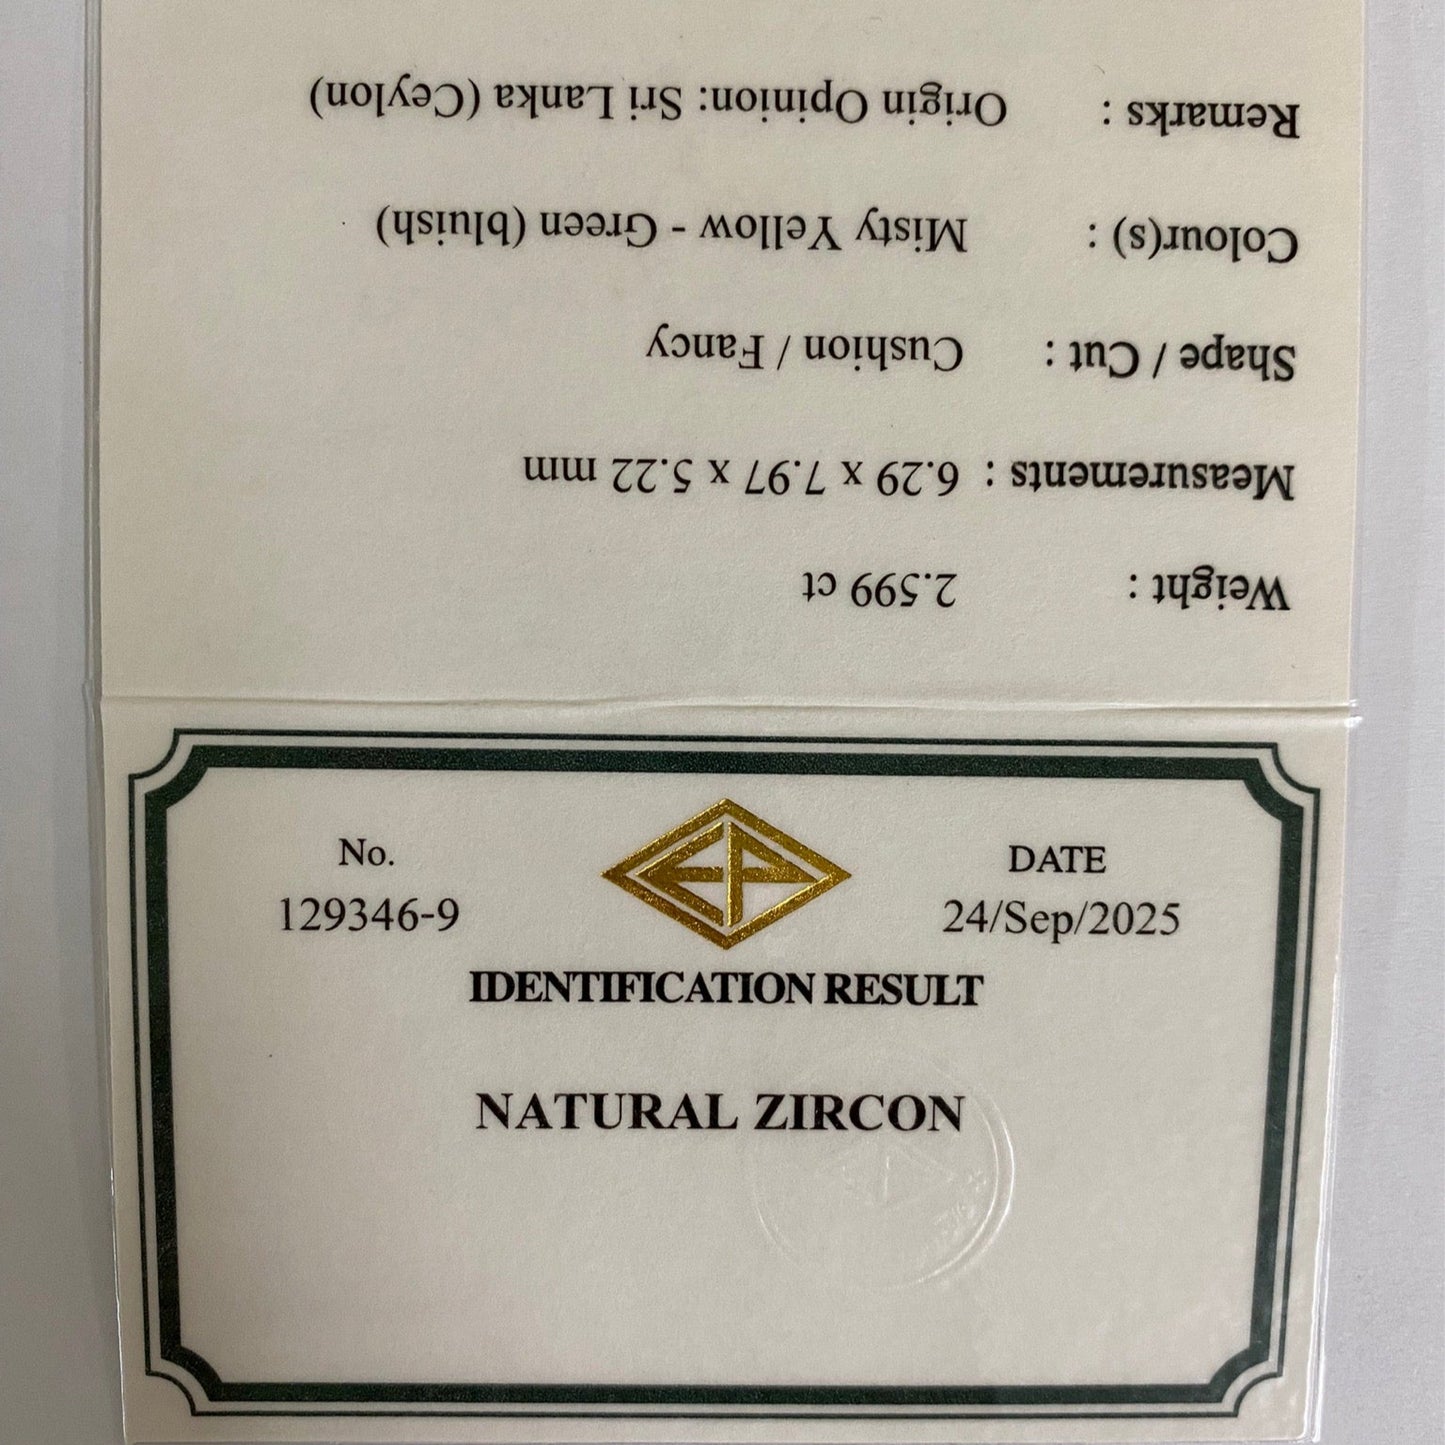 Weight : 2.599 ct
Measurements : 6.29 x 7.97 x 5.22 mm
Shape / Cut : Cushion / Fancy
Colour(s) : Misty Yellow - Green (bluish)
Remarks : Origin Opinion: Sri Lanka (Ceylon)
No.
129346-9
EP
DATE
24/Sep/2025
IDENTIFICATION RESULT
NATURAL ZIRCON